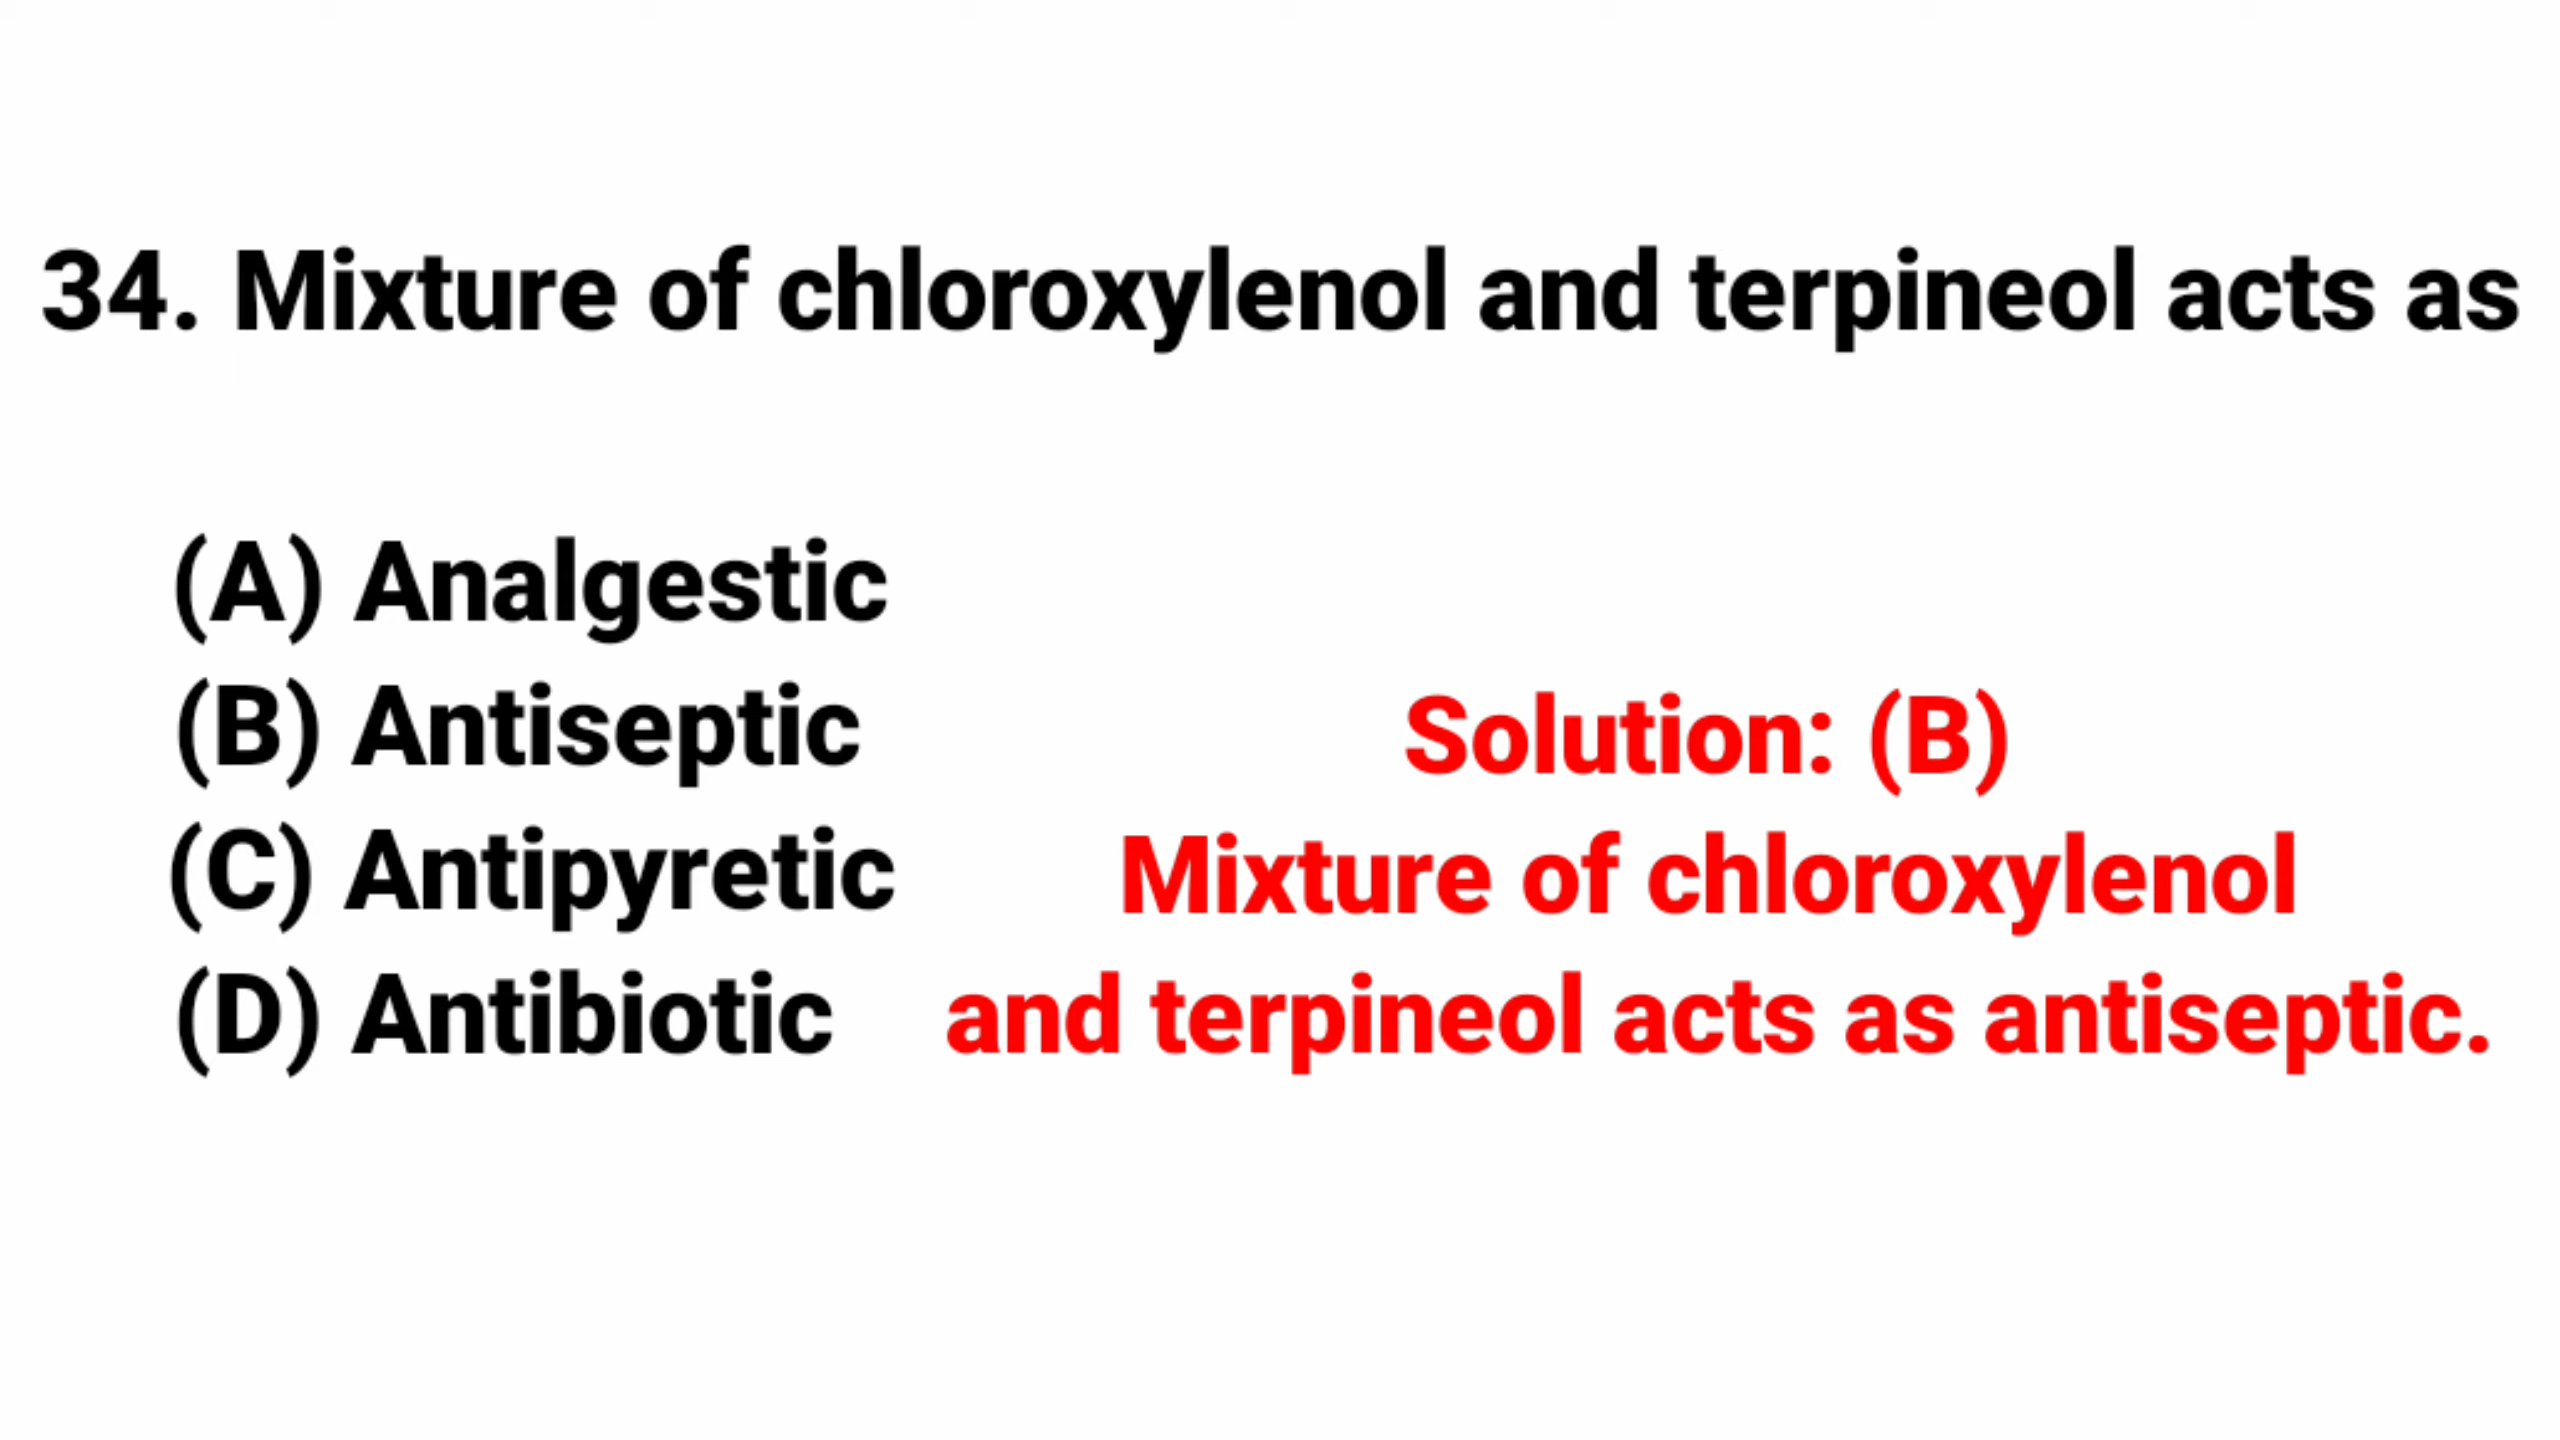 34. Mixture of chloroxylenol and terpineol acts as
(A) Analgestic
(B) Antiseptic
(C) Antipyretic
(D) Antibiotic
Solution: (B)
Mixture of chloroxylenol
and terpineol acts as antiseptic.